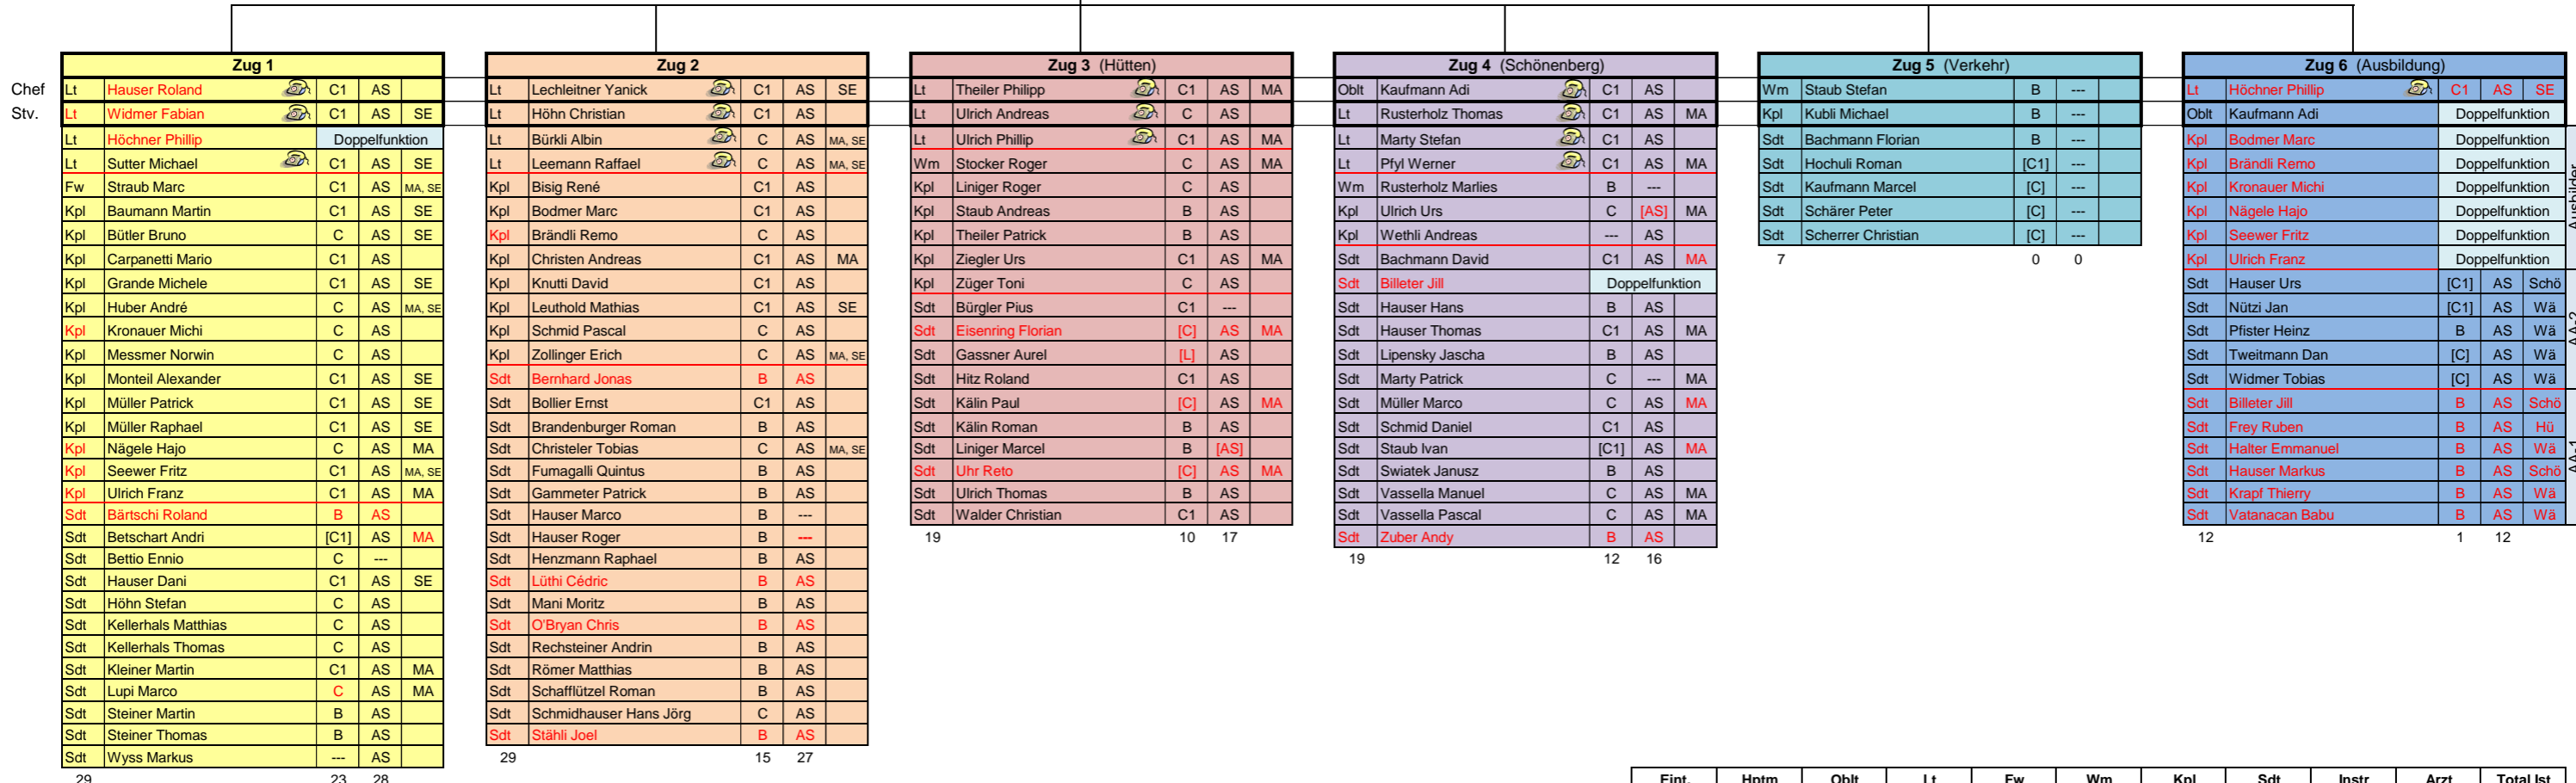 Zug 1
Chef Lt Hauser Roland C1 AS
Stv. Lt Widmer Fabian C1 AS SE
Lt Höchner Phillip Doppelfunktion
Lt Sutter Michael C1 AS SE
Fw Straub Marc C1 AS MA, SE
Kpl Baumann Martin C1 AS SE
Kpl Bütler Bruno C AS SE
Kpl Carpanetti Mario C1 AS
Kpl Grande Michele C1 AS SE
Kpl Huber André C AS MA, SE
Kpl Kronauer Michi C AS
Kpl Messmer Norwin C AS
Kpl Monteil Alexander C1 AS SE
Kpl Müller Patrick C1 AS SE
Kpl Müller Raphael C1 AS SE
Kpl Nägele Hajo C AS MA
Kpl Seewer Fritz C1 AS MA, SE
Kpl Ulrich Franz C1 AS MA
Sdt Bärtschi Roland B AS
Sdt Betschart Andri [C1] AS MA
Sdt Bettio Ennio C ---
Sdt Hauser Dani C1 AS SE
Sdt Höhn Stefan C AS
Sdt Kellerhals Matthias C AS
Sdt Kellerhals Thomas C AS
Sdt Kleiner Martin C1 AS MA
Sdt Lupi Marco C AS MA
Sdt Steiner Martin B AS
Sdt Steiner Thomas B AS
Sdt Wyss Markus --- AS
29 23 28
Zug 2
Lt Lechleitner Yanick C1 AS SE
Lt Höhn Christian C1 AS
Lt Bürkli Albin C AS MA, SE
Lt Leemann Raffael C AS MA, SE
Kpl Bisig René C1 AS
Kpl Bodmer Marc C1 AS
Kpl Brändli Remo C AS
Kpl Christen Andreas C1 AS MA
Kpl Knutti David C1 AS
Kpl Leuthold Mathias C1 AS SE
Kpl Schmid Pascal C AS
Kpl Zollinger Erich C AS MA, SE
Sdt Bernhard Jonas B AS
Sdt Bollier Ernst C1 AS
Sdt Brandenburger Roman B AS
Sdt Christeler Tobias C AS MA, SE
Sdt Fumagalli Quintus B AS
Sdt Gammeter Patrick B AS
Sdt Hauser Marco B ---
Sdt Hauser Roger B ---
Sdt Henzmann Raphael B AS
Sdt Lüthi Cédric B AS
Sdt Mani Moritz B AS
Sdt O'Bryan Chris B AS
Sdt Rechsteiner Andrin B AS
Sdt Römer Matthias B AS
Sdt Schafflützel Roman B AS
Sdt Schmidhauser Hans Jörg C AS
Sdt Stähli Joel B AS
29 15 27
Zug 3 (Hütten)
Lt Theiler Philipp C1 AS MA
Lt Ulrich Andreas C AS
Lt Ulrich Phillip C1 AS MA
Wm Stocker Roger C AS MA
Kpl Liniger Roger C AS
Kpl Staub Andreas B AS
Kpl Theiler Patrick B AS
Kpl Ziegler Urs C1 AS MA
Kpl Züger Toni C AS
Sdt Bürgler Pius C1 ---
Sdt Eisenring Florian [C] AS MA
Sdt Gassner Aurel [L] AS
Sdt Hitz Roland C1 AS
Sdt Kälin Paul [C] AS MA
Sdt Kälin Roman B AS
Sdt Liniger Marcel B [AS]
Sdt Uhr Reto [C] AS MA
Sdt Ulrich Thomas B AS
Sdt Walder Christian C1 AS
19 10 17
Zug 4 (Schönenberg)
Oblt Kaufmann Adi C1 AS
Lt Rusterholz Thomas C1 AS MA
Lt Marty Stefan C1 AS
Lt Pfyl Werner C1 AS MA
Wm Rusterholz Marlies B ---
Kpl Ulrich Urs C [AS] MA
Kpl Wethli Andreas --- AS
Sdt Bachmann David C1 AS MA
Sdt Billeter Jill Doppelfunktion
Sdt Hauser Hans B AS
Sdt Hauser Thomas C1 AS MA
Sdt Lipensky Jascha B AS
Sdt Marty Patrick C --- MA
Sdt Müller Marco C AS MA
Sdt Schmid Daniel C1 AS
Sdt Staub Ivan [C1] AS MA
Sdt Swiatek Janusz B AS
Sdt Vassella Manuel C AS MA
Sdt Vassella Pascal C AS MA
Sdt Zuber Andy B AS
19 12 16
Zug 5 (Verkehr)
Wm Staub Stefan B ---
Kpl Kubli Michael B ---
Sdt Bachmann Florian B ---
Sdt Hochuli Roman [C1] ---
Sdt Kaufmann Marcel [C] ---
Sdt Schärer Peter [C] ---
Sdt Scherrer Christian [C] ---
7 0 0
Zug 6 (Ausbildung)
Lt Höchner Phillip C1 AS SE
Oblt Kaufmann Adi Doppelfunktion
Kpl Bodmer Marc Doppelfunktion
Kpl Brändli Remo Doppelfunktion
Kpl Kronauer Michi Doppelfunktion
Kpl Nägele Hajo Doppelfunktion
Kpl Seewer Fritz Doppelfunktion
Kpl Ulrich Franz Doppelfunktion
Sdt Hauser Urs [C1] AS Schö
Sdt Nützi Jan [C1] AS Wä
Sdt Pfister Heinz B AS Wä
Sdt Tweitmann Dan [C] AS Wä
Sdt Widmer Tobias [C] AS Wä
Sdt Billeter Jill B AS Schö
Sdt Frey Ruben B AS Hü
Sdt Halter Emmanuel B AS Wä
Sdt Hauser Markus B AS Schö
Sdt Krapf Thierry B AS Wä
Sdt Vatanacan Babu B AS Wä
12 1 12
Ausbilder
AA-2
AA-1
Eint. Hptm Oblt Lt Fw Wm Kpl Sdt Instr. Arzt Total Ist